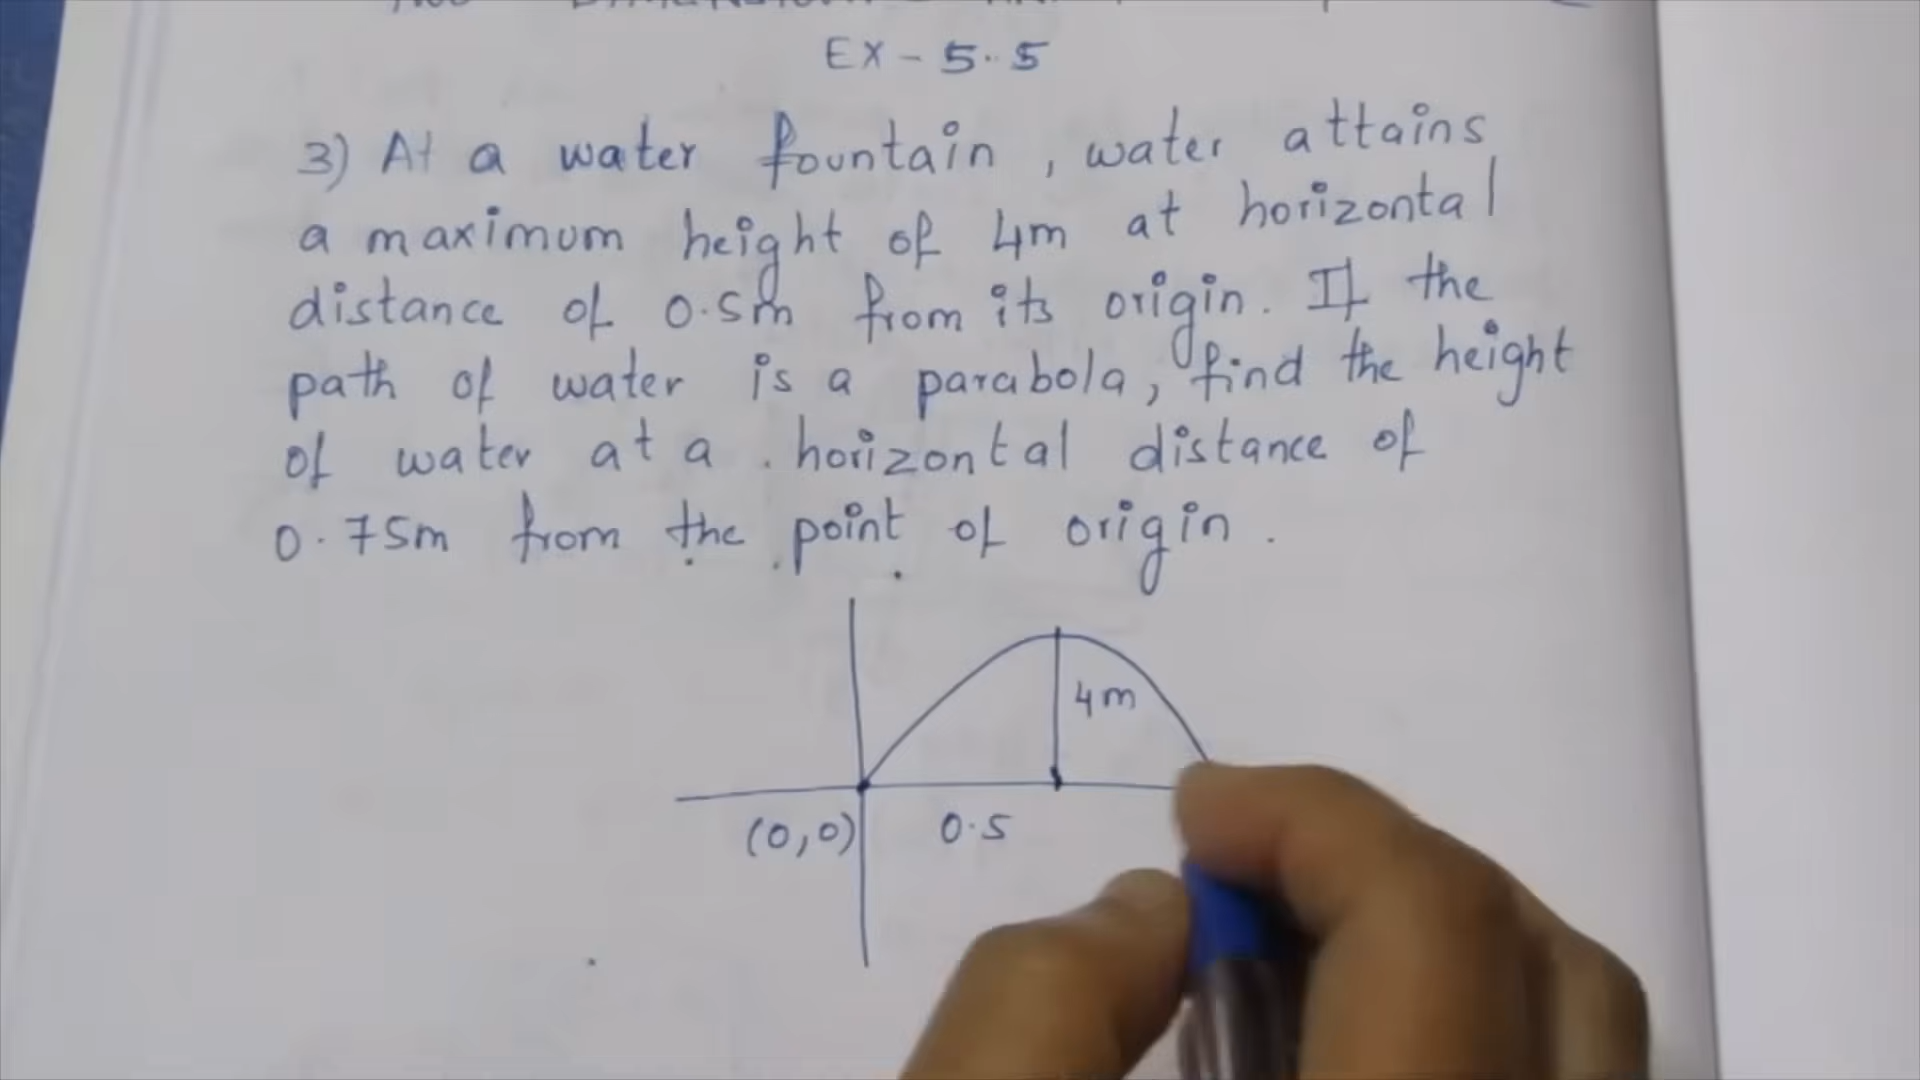 EX - 5.5
3) At a water fountain, water attains
a maximum height of 4m at horizontal
distance of 0.5m from its origin. If the
path of water is a parabola, find the height
of water at a horizontal distance of
0.75m from the point of origin.
4m
(0,0) 0.5